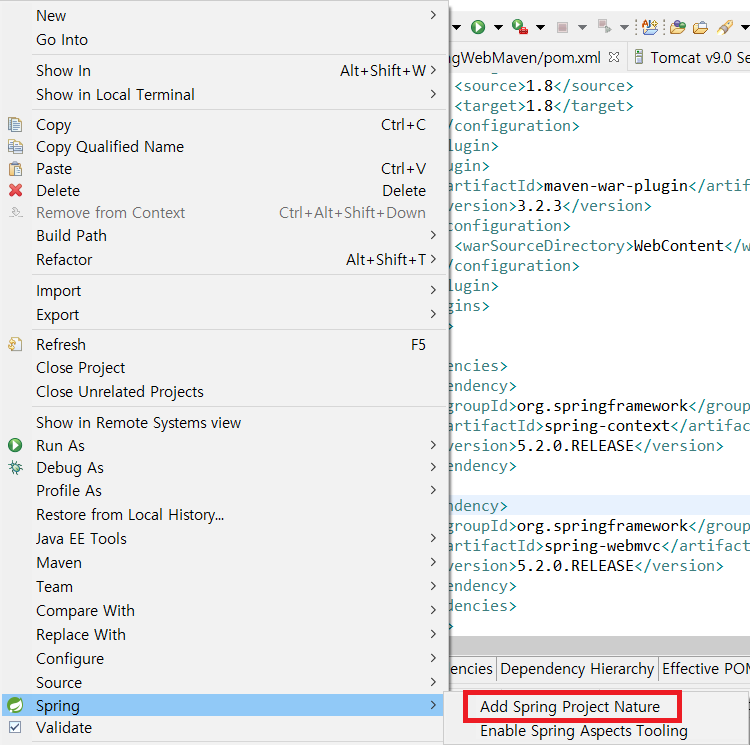 New
Go Into
Show In Alt+Shift+W
Show in Local Terminal
Copy Ctrl+C
Copy Qualified Name
Paste Ctrl+V
Delete Delete
Remove from Context Ctrl+Alt+Shift+Down
Build Path
Refactor Alt+Shift+T
Import
Export
Refresh F5
Close Project
Close Unrelated Projects
Show in Remote Systems view
Run As
Debug As
Profile As
Restore from Local History...
Java EE Tools
Maven
Team
Compare With
Replace With
Configure
Source
Spring
Validate
Add Spring Project Nature
Enable Spring Aspects Tooling
gWebMaven/pom.xml Tomcat v9.0 Se
<source>1.8</source>
<target>1.8</target>
/configuration>
lugin>
ugin>
artifactId>maven-war-plugin</artif
version>3.2.3</version>
configuration>
<warSourceDirectory>WebContent</w
/configuration>
lugin>
gins>
>
encies>
endency>
groupId>org.springframework</group
artifactId>spring-context</artifac
version>5.2.0.RELEASE</version>
endency>
ndency>
groupId>org.springframework</group
artifactId>spring-webmvc</artifact
version>5.2.0.RELEASE</version>
endency>
dencies>
>
encies Dependency Hierarchy Effective POM